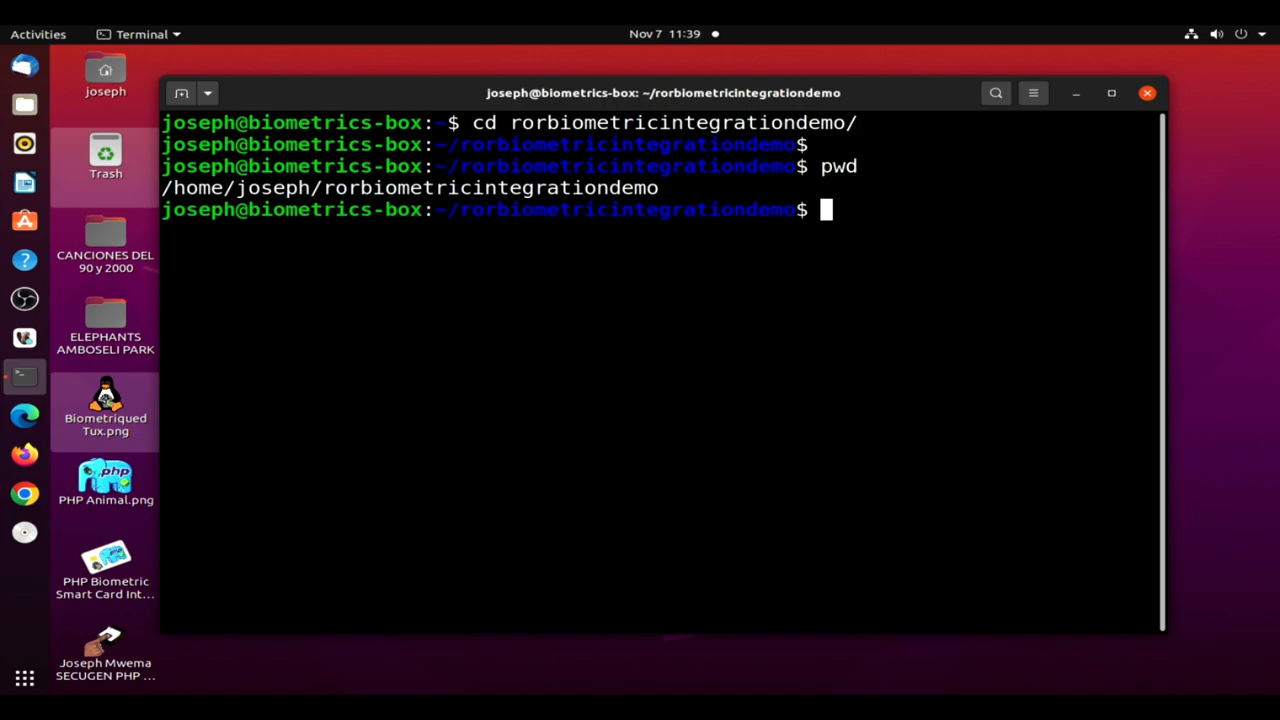 Activities
Terminal
Nov 7 11:39
joseph@biometrics-box: ~/rorbiometricintegrationdemo
joseph@biometrics-box:~$ cd rorbiometricintegrationdemo/
joseph@biometrics-box:~/rorbiometricintegrationdemo$
joseph@biometrics-box:~/rorbiometricintegrationdemo$ pwd
/home/joseph/rorbiometricintegrationdemo
joseph@biometrics-box:~/rorbiometricintegrationdemo$
joseph
Trash
CANCIONES DEL
90 y 2000
ELEPHANTS
AMBOSELI PARK
Biometriqued
Tux.png
php
PHP Animal.png
PHP Biometric
Smart Card Int...
Joseph Mwema
SECUGEN PHP ...